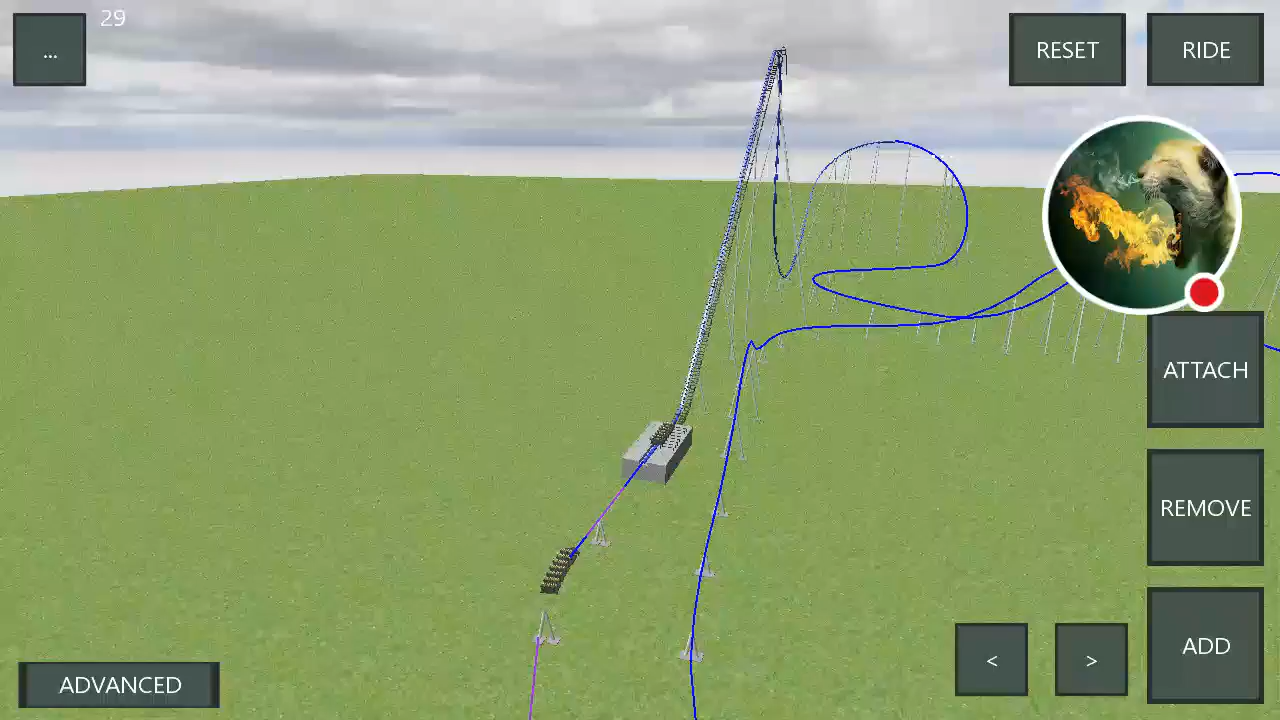 ...
29
RESET
RIDE
ATTACH
REMOVE
ADD
<
>
ADVANCED